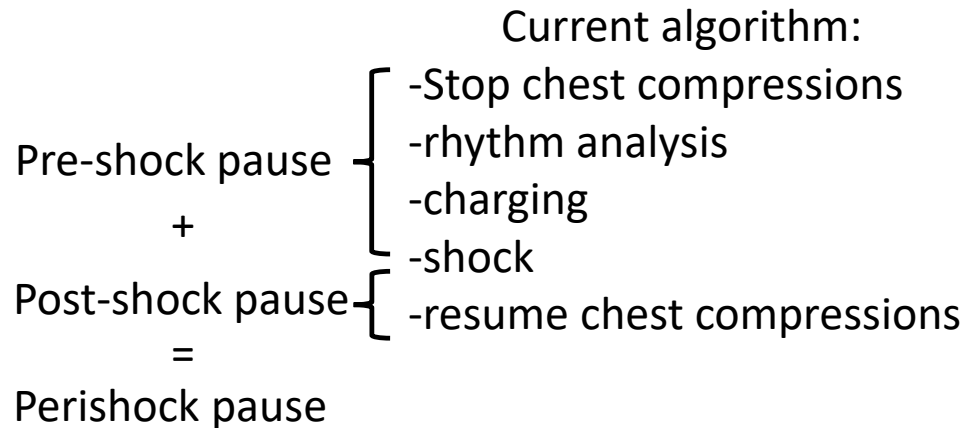 Current algorithm:
-Stop chest compressions
-rhythm analysis
-charging
-shock
-resume chest compressions
Pre-shock pause
+
Post-shock pause
=
Perishock pause